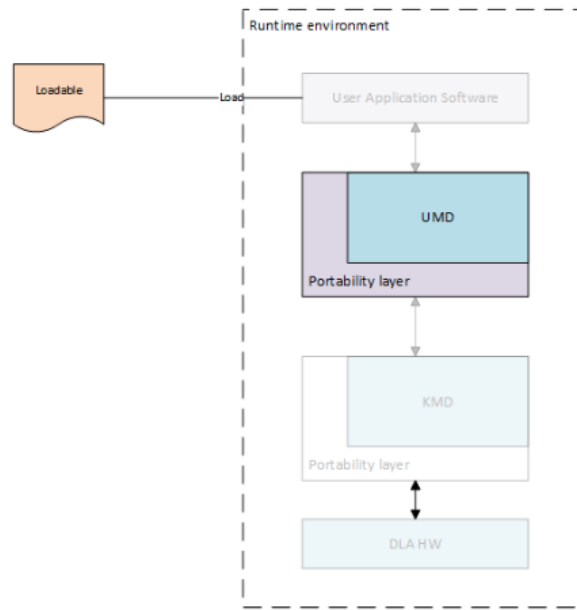 Runtime environment
Loadable
Load
User Application Software
UMD
Portability layer
KMD
Portability layer
DLA HW